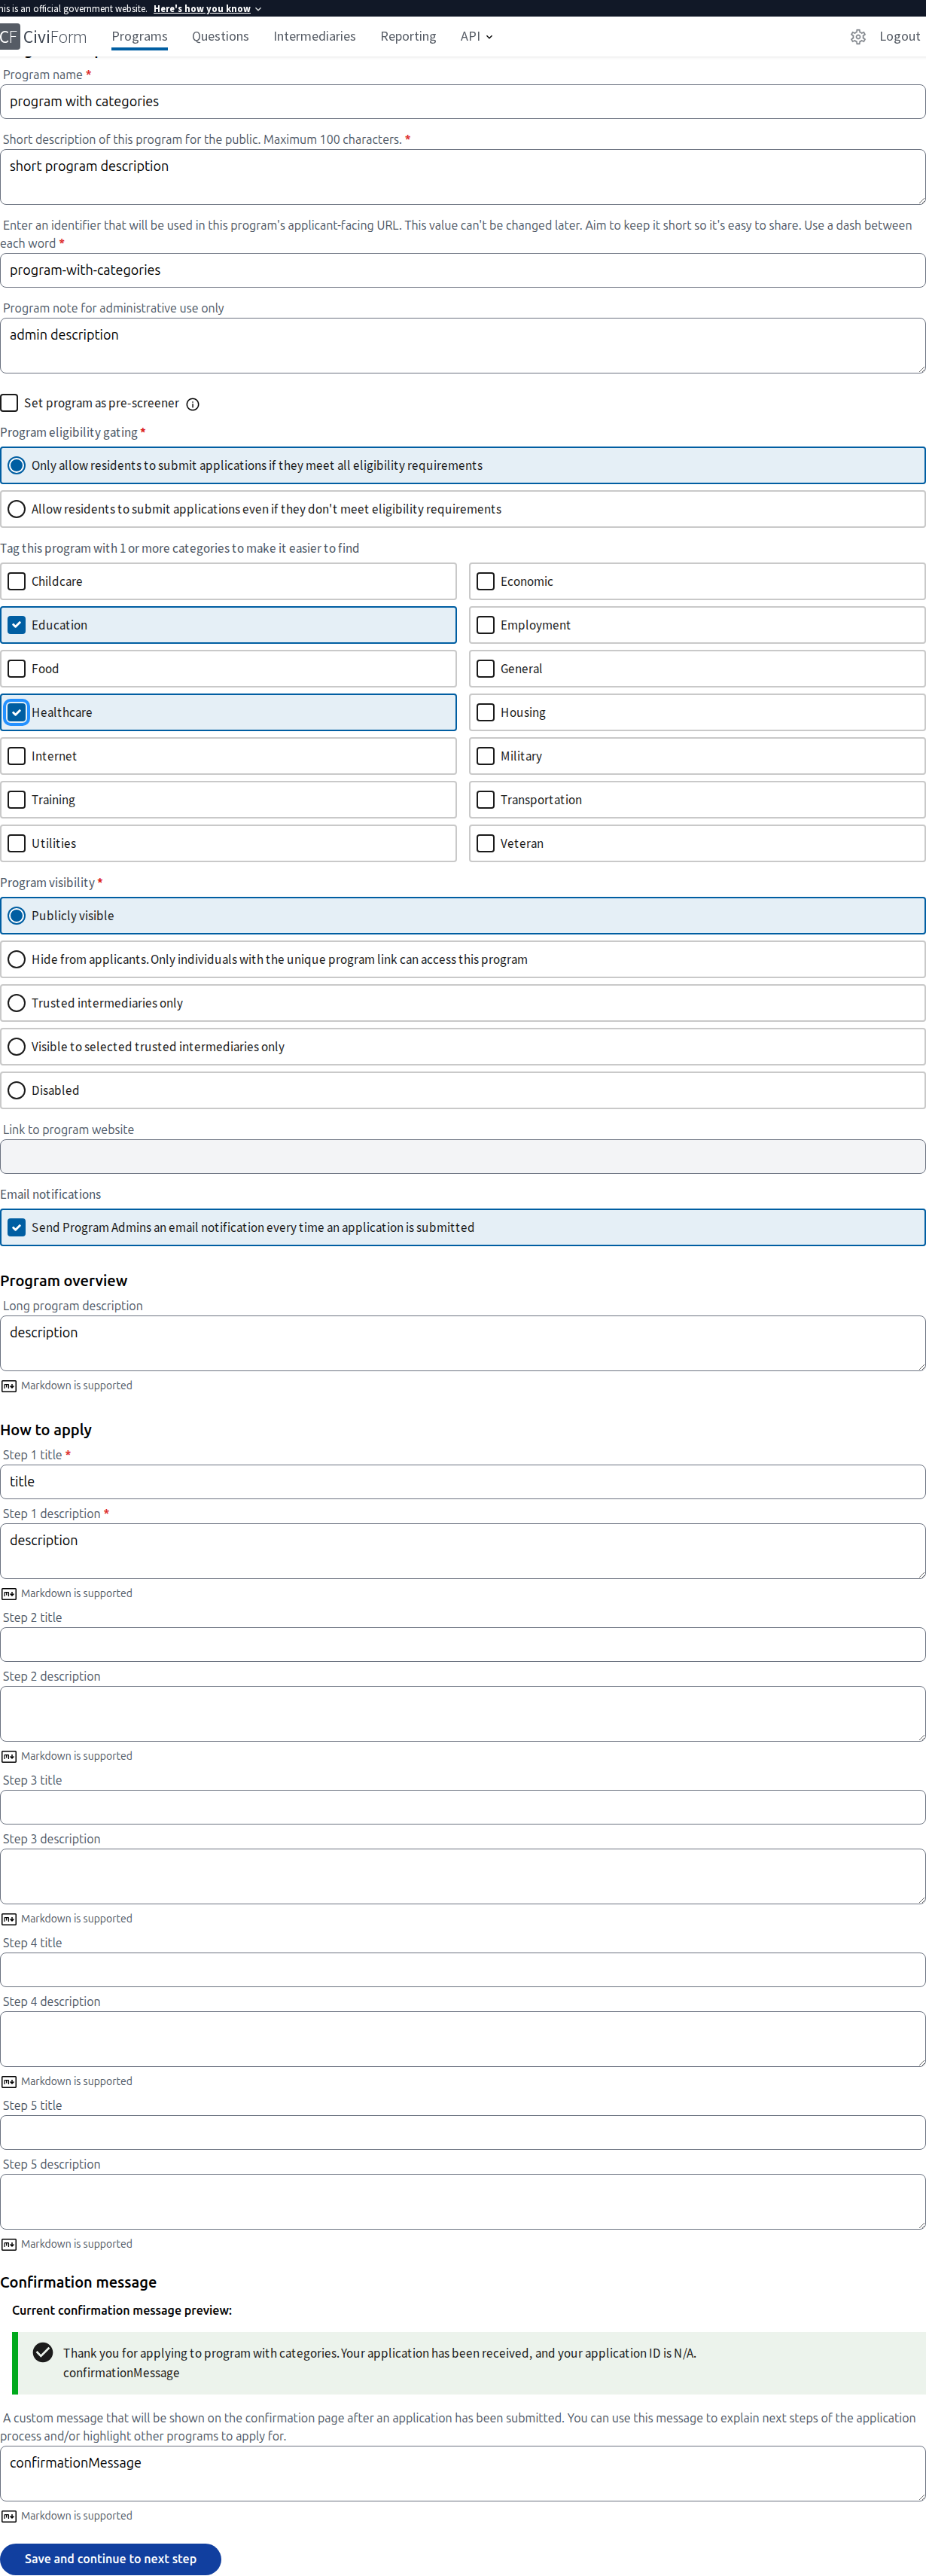 his is an official government website. Here's how you know
CF CiviForm Programs Questions Intermediaries Reporting API Logout
Program name *
program with categories
Short description of this program for the public. Maximum 100 characters. *
short program description
Enter an identifier that will be used in this program's applicant-facing URL. This value can't be changed later. Aim to keep it short so it's easy to share. Use a dash between
each word *
program-with-categories
Program note for administrative use only
admin description
Set program as pre-screener
Program eligibility gating *
Only allow residents to submit applications if they meet all eligibility requirements
Allow residents to submit applications even if they don't meet eligibility requirements
Tag this program with 1 or more categories to make it easier to find
Childcare Economic
Education Employment
Food General
Healthcare Housing
Internet Military
Training Transportation
Utilities Veteran
Program visibility *
Publicly visible
Hide from applicants. Only individuals with the unique program link can access this program
Trusted intermediaries only
Visible to selected trusted intermediaries only
Disabled
Link to program website
Email notifications
Send Program Admins an email notification every time an application is submitted
Program overview
Long program description
description
Markdown is supported
How to apply
Step 1 title *
title
Step 1 description *
description
Markdown is supported
Step 2 title
Step 2 description
Markdown is supported
Step 3 title
Step 3 description
Markdown is supported
Step 4 title
Step 4 description
Markdown is supported
Step 5 title
Step 5 description
Markdown is supported
Confirmation message
Current confirmation message preview:
Thank you for applying to program with categories. Your application has been received, and your application ID is N/A.
confirmationMessage
A custom message that will be shown on the confirmation page after an application has been submitted. You can use this message to explain next steps of the application
process and/or highlight other programs to apply for.
confirmationMessage
Markdown is supported
Save and continue to next step